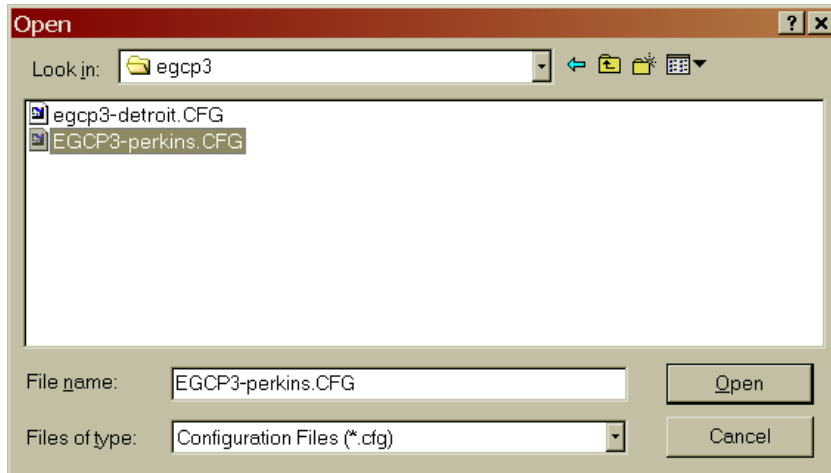 Open
Look in: egcp3
egcp3-detroit.CFG
EGCP3-perkins.CFG
File name: EGCP3-perkins.CFG Open
Files of type: Configuration Files (*.cfg) Cancel